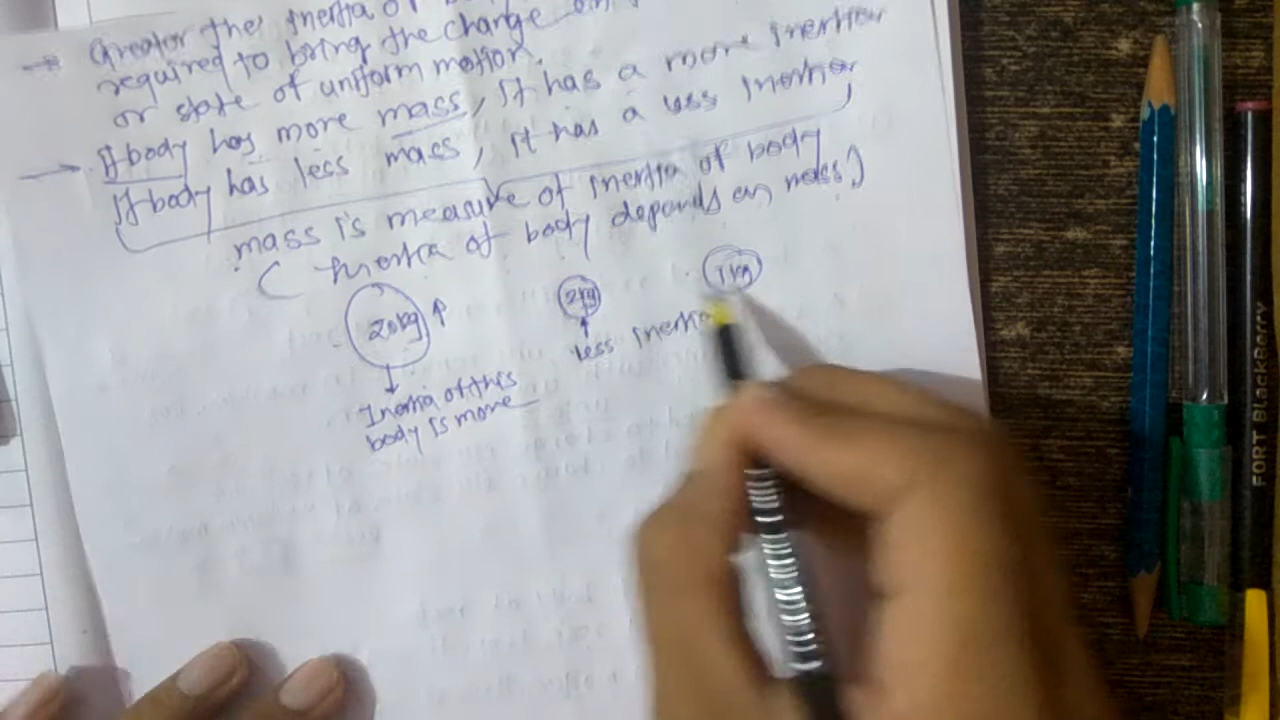 → Greater the inertia of
required to bring the change
or state of uniform motion.
→ If body has more mass, it has a more inertia
If body has less mass, it has a less inertia
mass is measure of inertia of body
( Inertia of body depends on mass)
20kg ↑
2kg
1kg
↓
↑
less inertia
Inertia of this
body is more
FORT BlackBerry